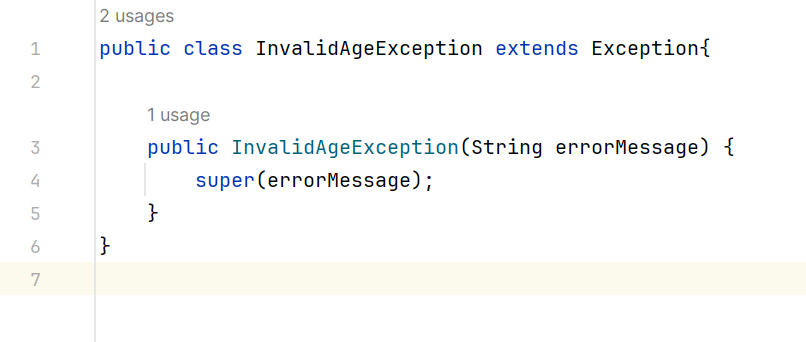 2 usages
1 public class InvalidAgeException extends Exception{
2
1 usage
3 public InvalidAgeException(String errorMessage) {
4 super(errorMessage);
5 }
6 }
7